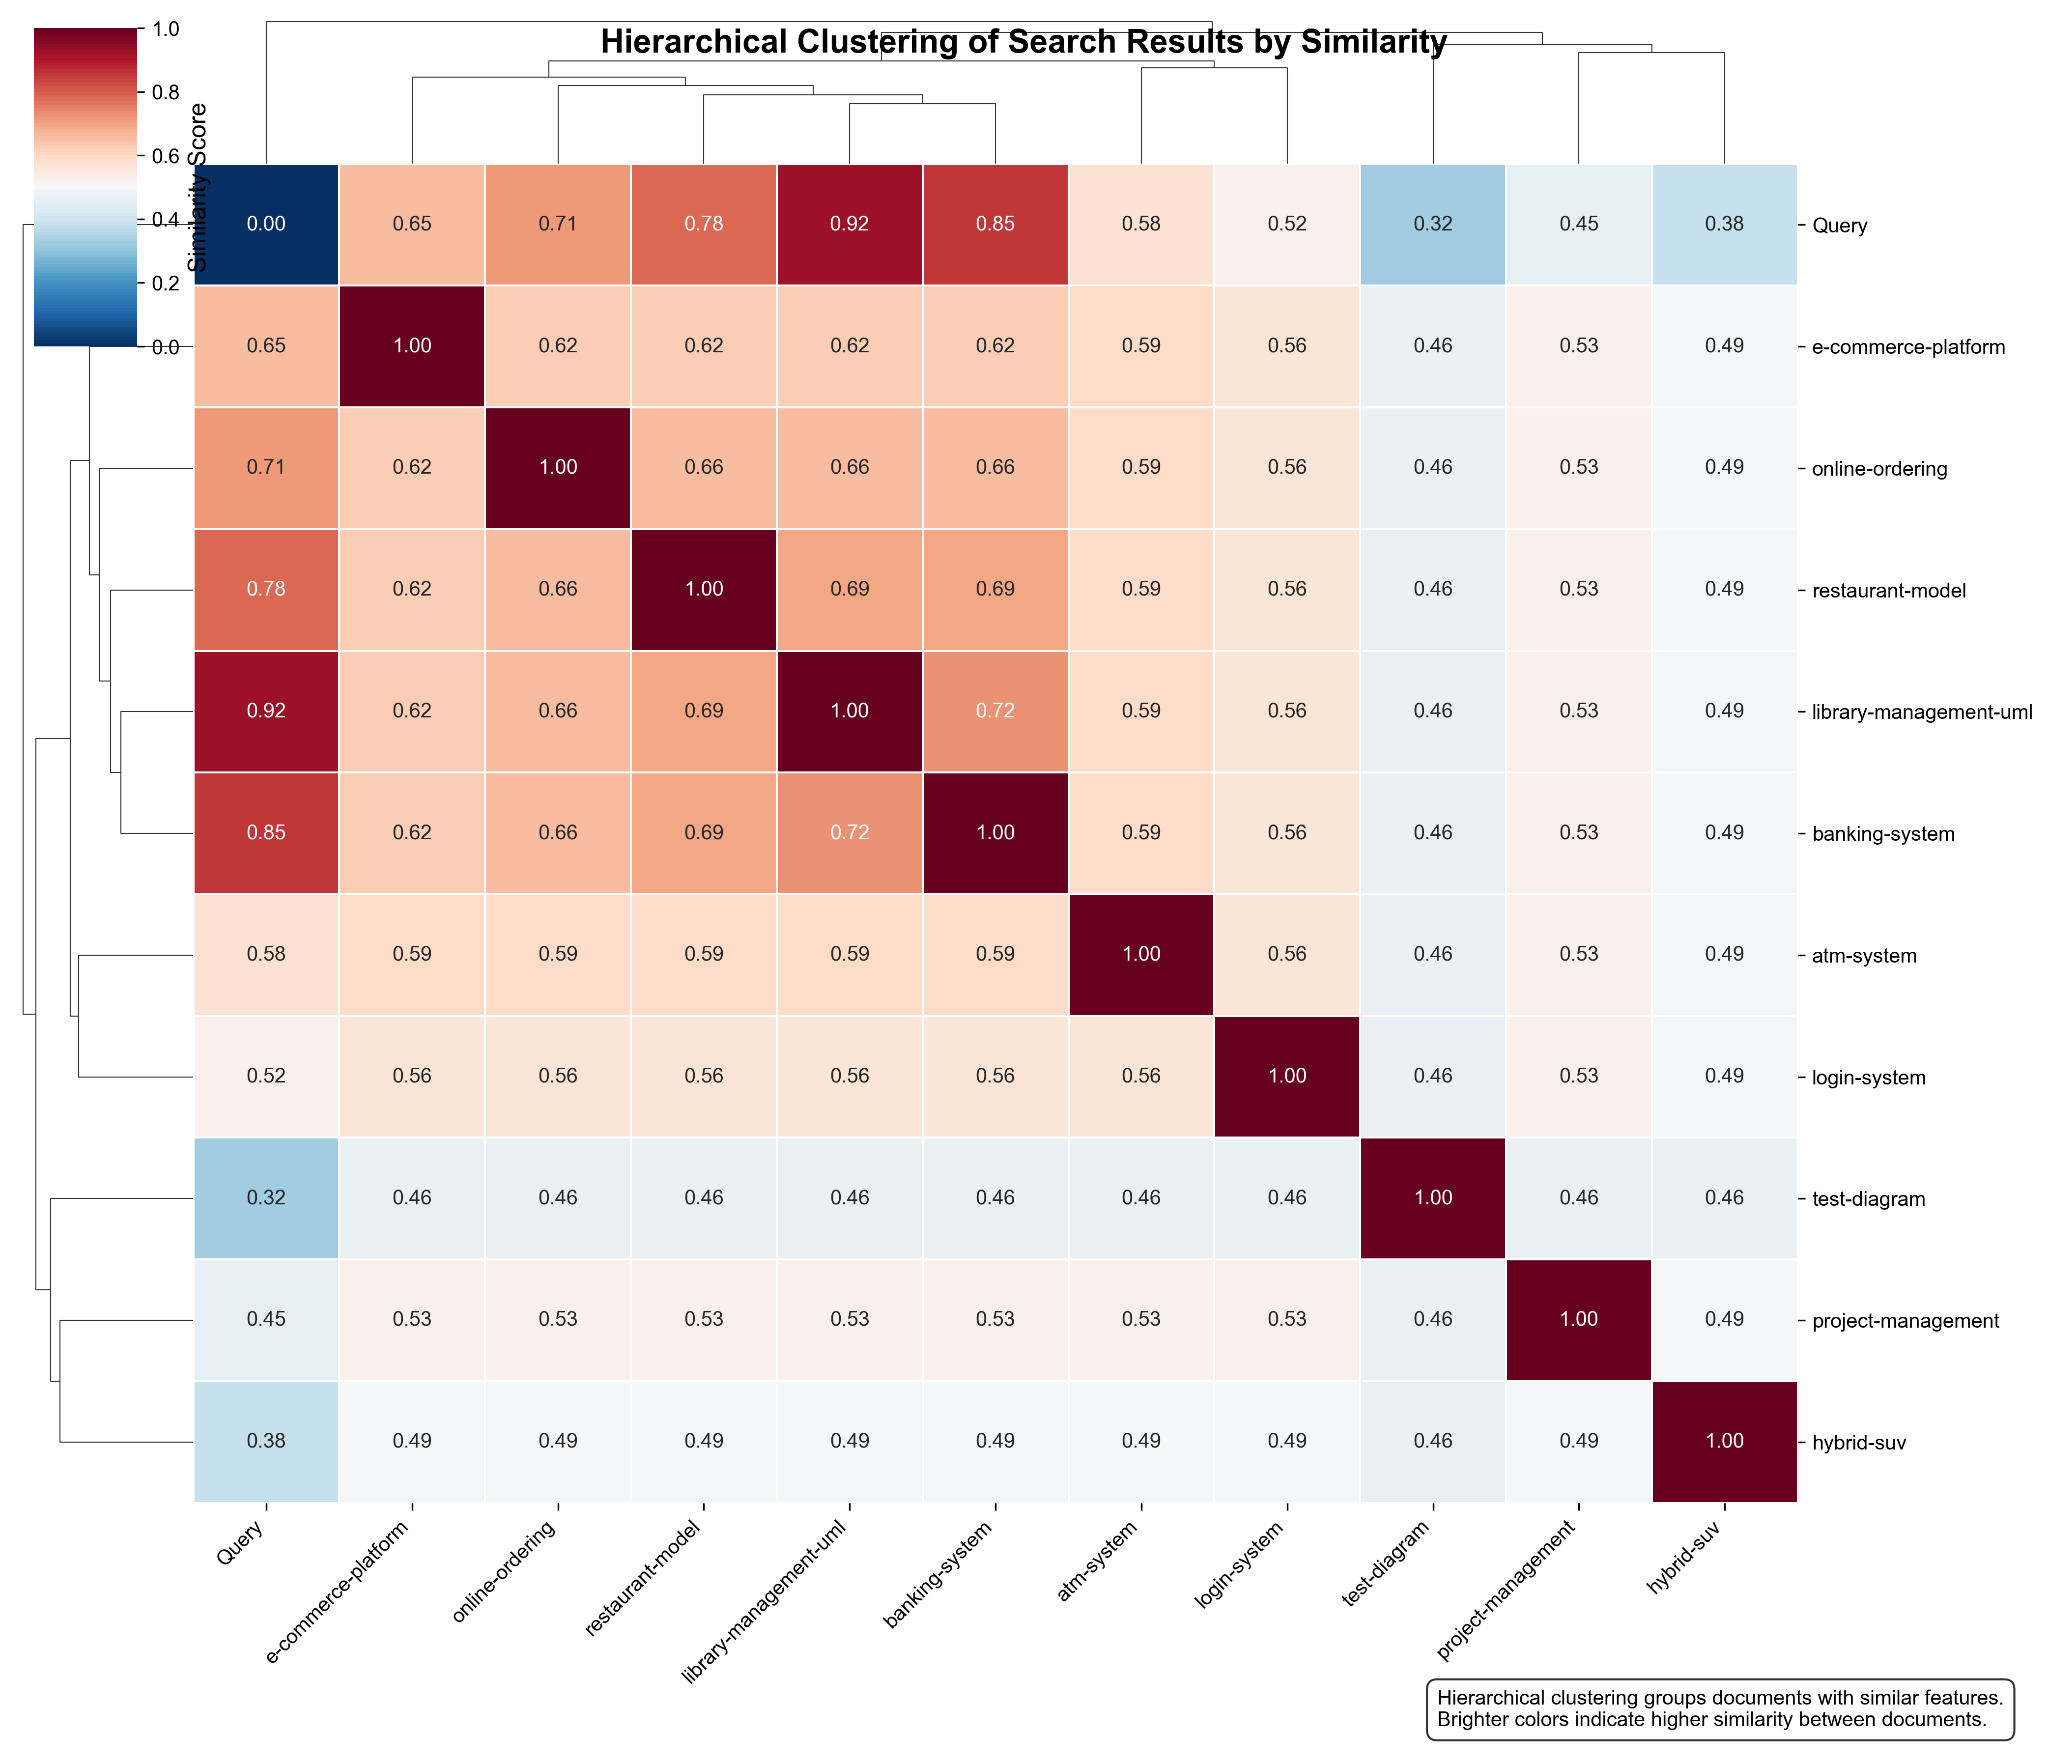 Hierarchical Clustering of Search Results by Similarity
1.0
0.8
0.6
0.4
0.2
0.0
Similarity Score
0.00 0.65 0.71 0.78 0.92 0.85 0.58 0.52 0.32 0.45 0.38 Query
0.65 1.00 0.62 0.62 0.62 0.62 0.59 0.56 0.46 0.53 0.49 e-commerce-platform
0.71 0.62 1.00 0.66 0.66 0.66 0.59 0.56 0.46 0.53 0.49 online-ordering
0.78 0.62 0.66 1.00 0.69 0.69 0.59 0.56 0.46 0.53 0.49 restaurant-model
0.92 0.62 0.66 0.69 1.00 0.72 0.59 0.56 0.46 0.53 0.49 library-management-uml
0.85 0.62 0.66 0.69 0.72 1.00 0.59 0.56 0.46 0.53 0.49 banking-system
0.58 0.59 0.59 0.59 0.59 0.59 1.00 0.56 0.46 0.53 0.49 atm-system
0.52 0.56 0.56 0.56 0.56 0.56 0.56 1.00 0.46 0.53 0.49 login-system
0.32 0.46 0.46 0.46 0.46 0.46 0.46 0.46 1.00 0.46 0.46 test-diagram
0.45 0.53 0.53 0.53 0.53 0.53 0.53 0.53 0.46 1.00 0.49 project-management
0.38 0.49 0.49 0.49 0.49 0.49 0.49 0.49 0.46 0.49 1.00 hybrid-suv
Query
e-commerce-platform
online-ordering
restaurant-model
library-management-uml
banking-system
atm-system
login-system
test-diagram
project-management
hybrid-suv
Hierarchical clustering groups documents with similar features.
Brighter colors indicate higher similarity between documents.